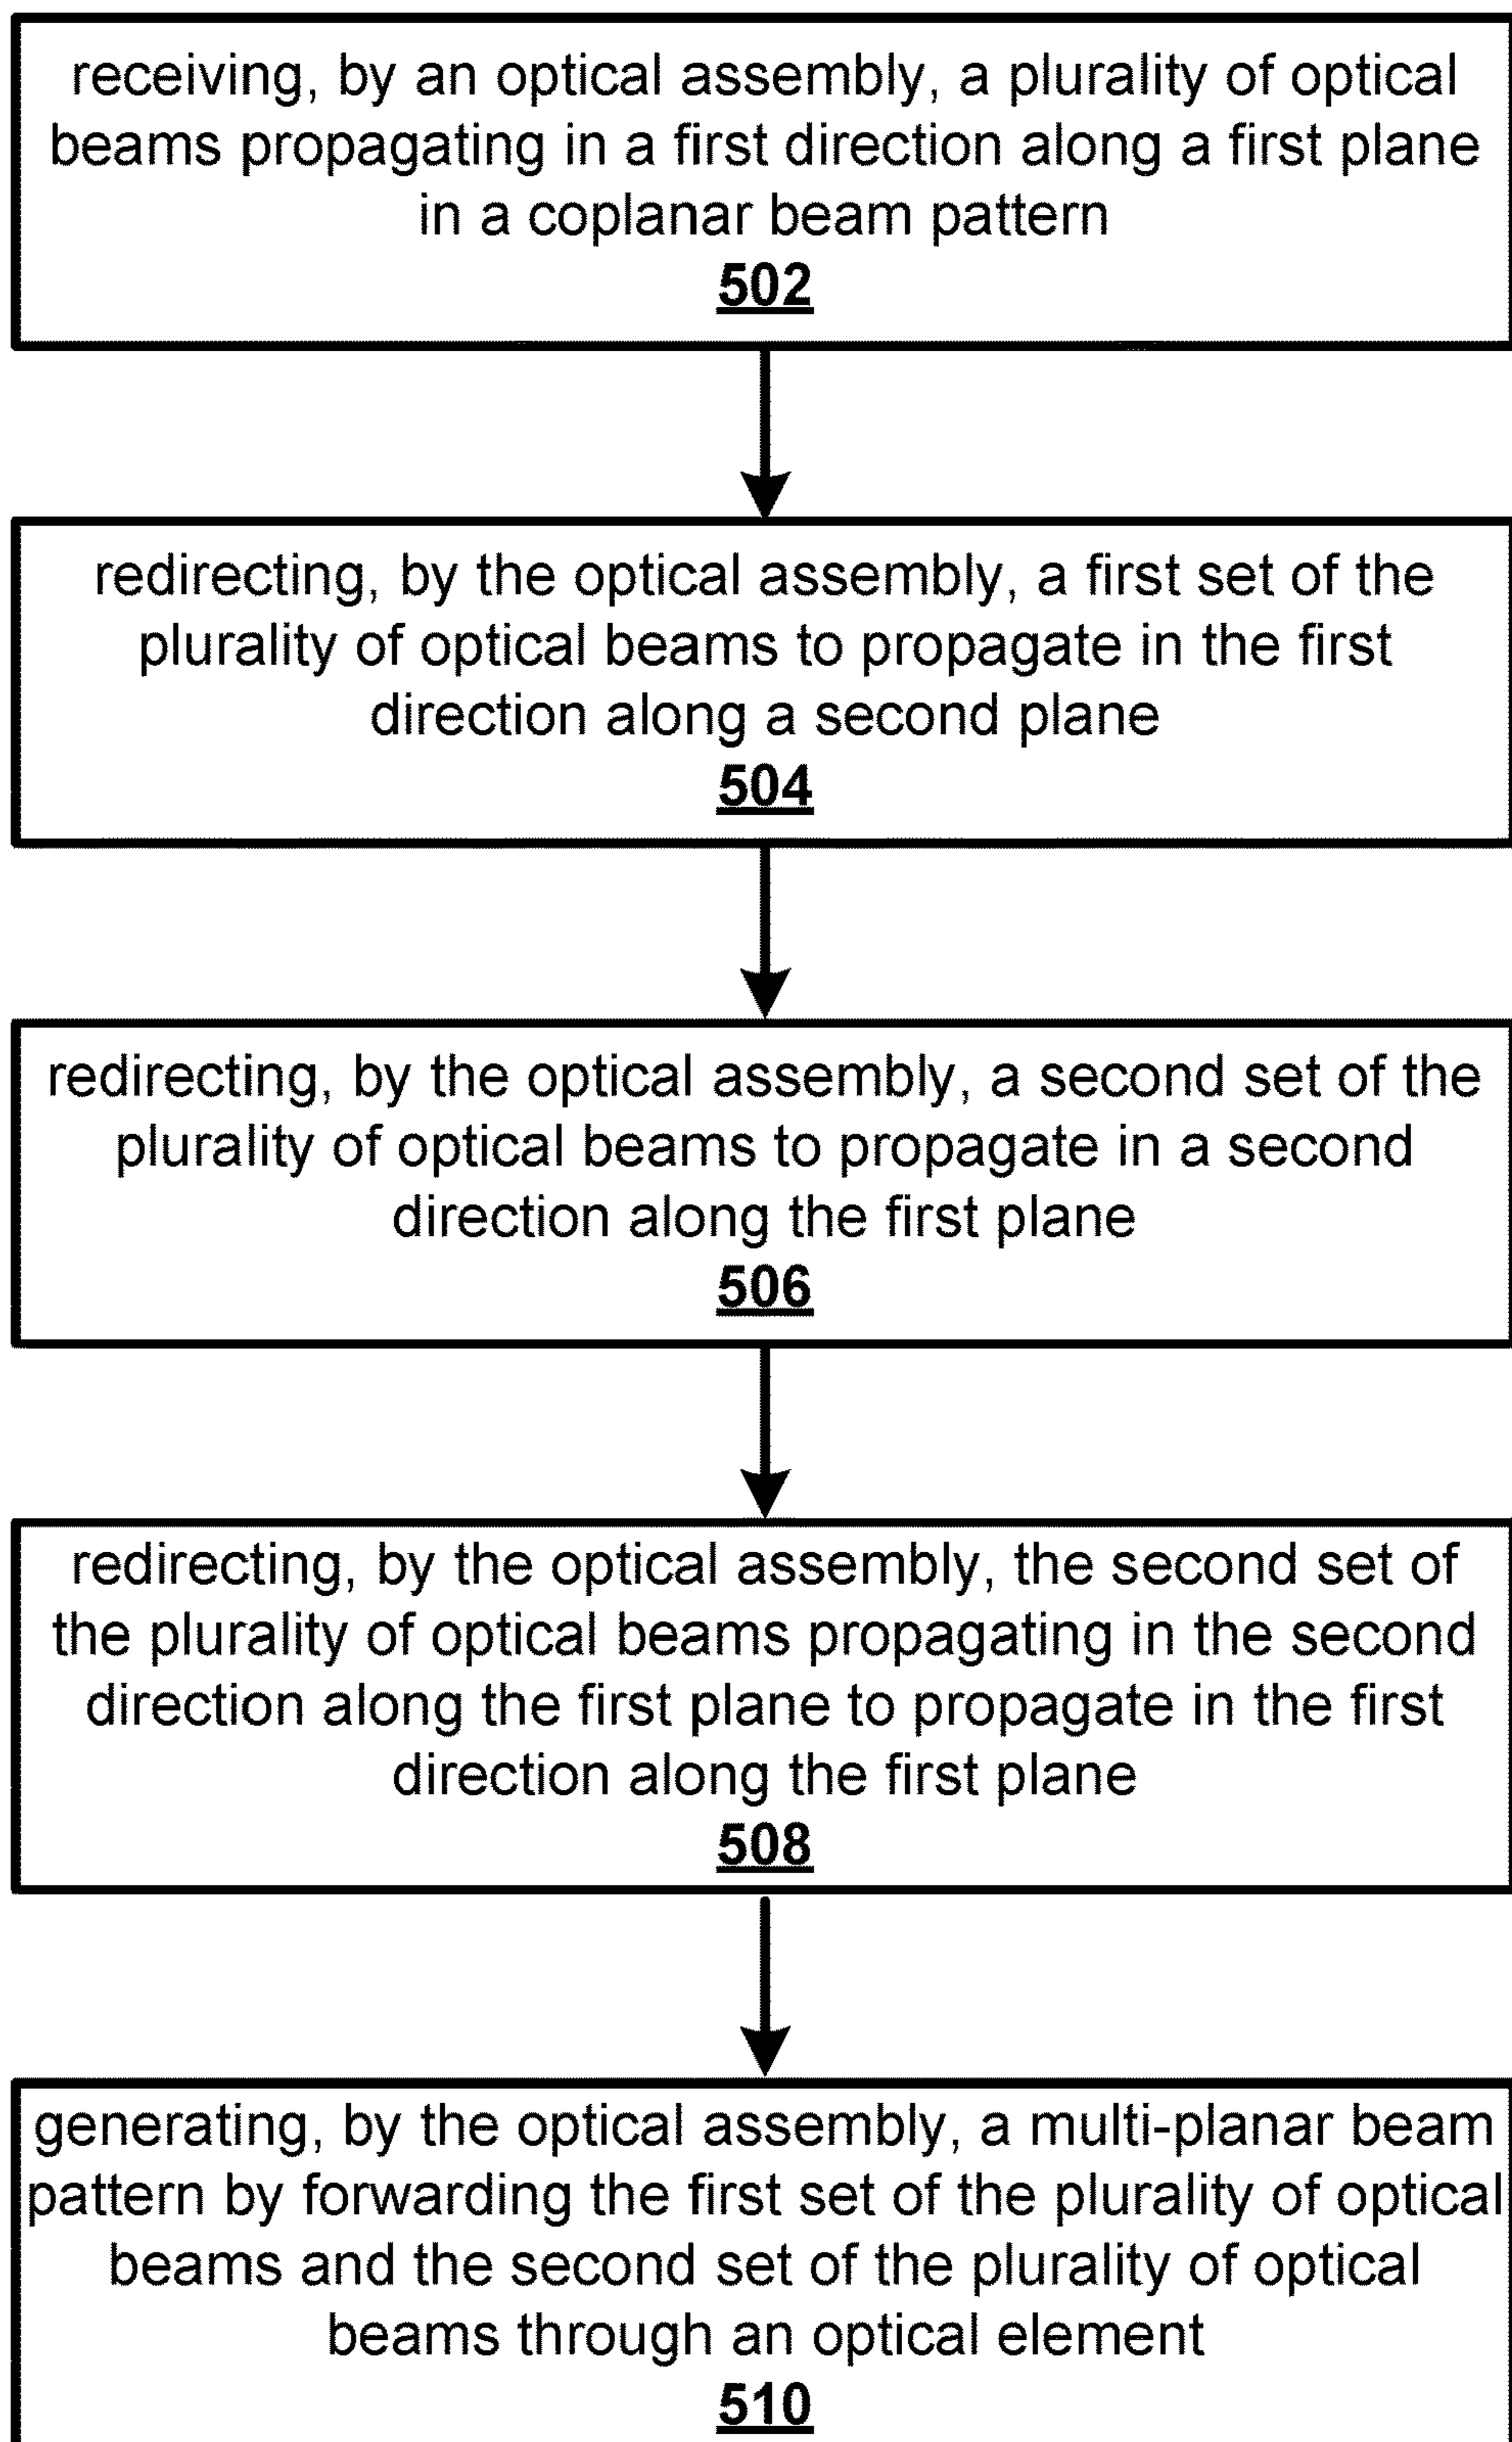 receiving, by an optical assembly, a plurality of optical
beams propagating in a first direction along a first plane
in a coplanar beam pattern
502
redirecting, by the optical assembly, a first set of the
plurality of optical beams to propagate in the first
direction along a second plane
504
redirecting, by the optical assembly, a second set of the
plurality of optical beams to propagate in a second
direction along the first plane
506
redirecting, by the optical assembly, the second set of
the plurality of optical beams propagating in the second
direction along the first plane to propagate in the first
direction along the first plane
508
generating, by the optical assembly, a multi-planar beam
pattern by forwarding the first set of the plurality of optical
beams and the second set of the plurality of optical
beams through an optical element
510